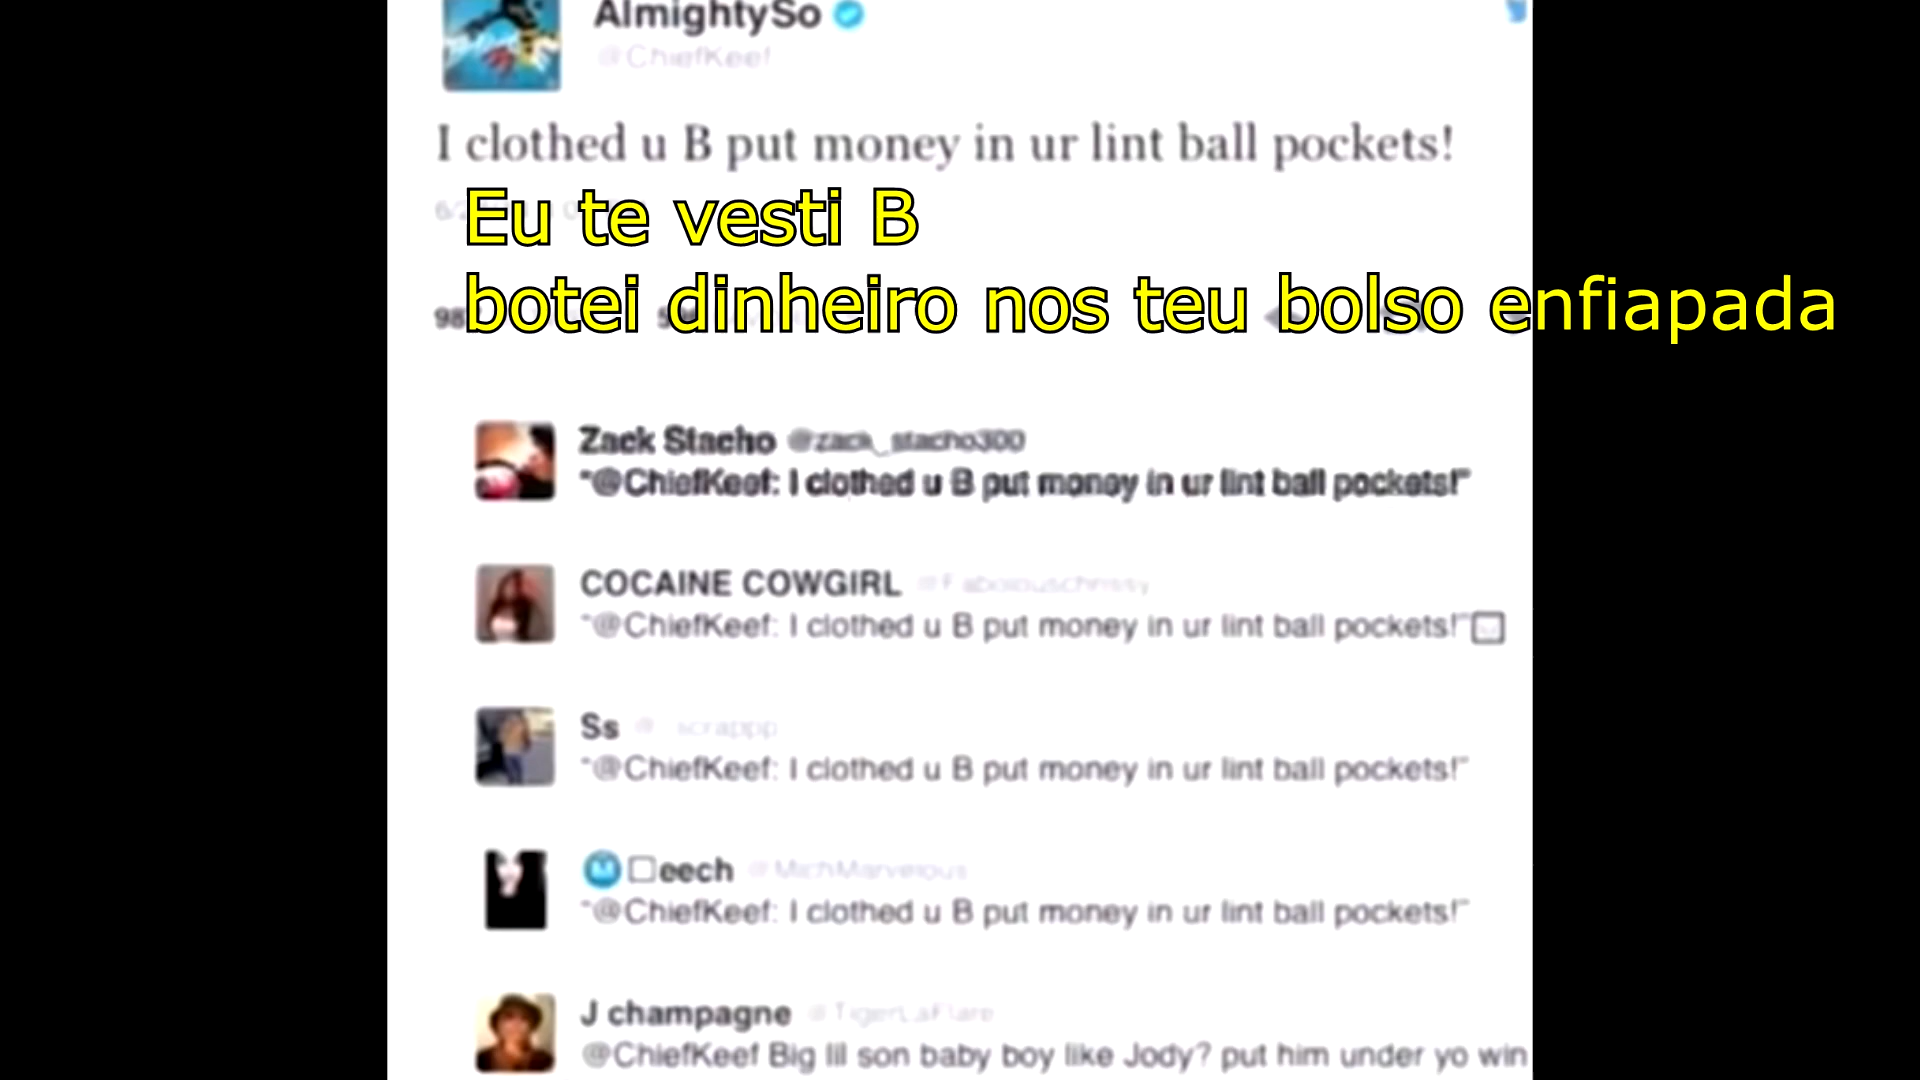 AlmightySo
@ChiefKeef
I clothed u B put money in ur lint ball pockets!
Eu te vesti B
botei dinheiro nos teu bolso enfiapada
Zack Stacho @zack_stacho300
"@ChiefKeef: I clothed u B put money in ur lint ball pockets!"
COCAINE COWGIRL
"@ChiefKeef: I clothed u B put money in ur lint ball pockets!"
Ss
"@ChiefKeef: I clothed u B put money in ur lint ball pockets!"
eech @MichMarvelous
"@ChiefKeef: I clothed u B put money in ur lint ball pockets!"
J champagne @TigerLaFlare
@ChiefKeef Big lil son baby boy like Jody? put him under yo win